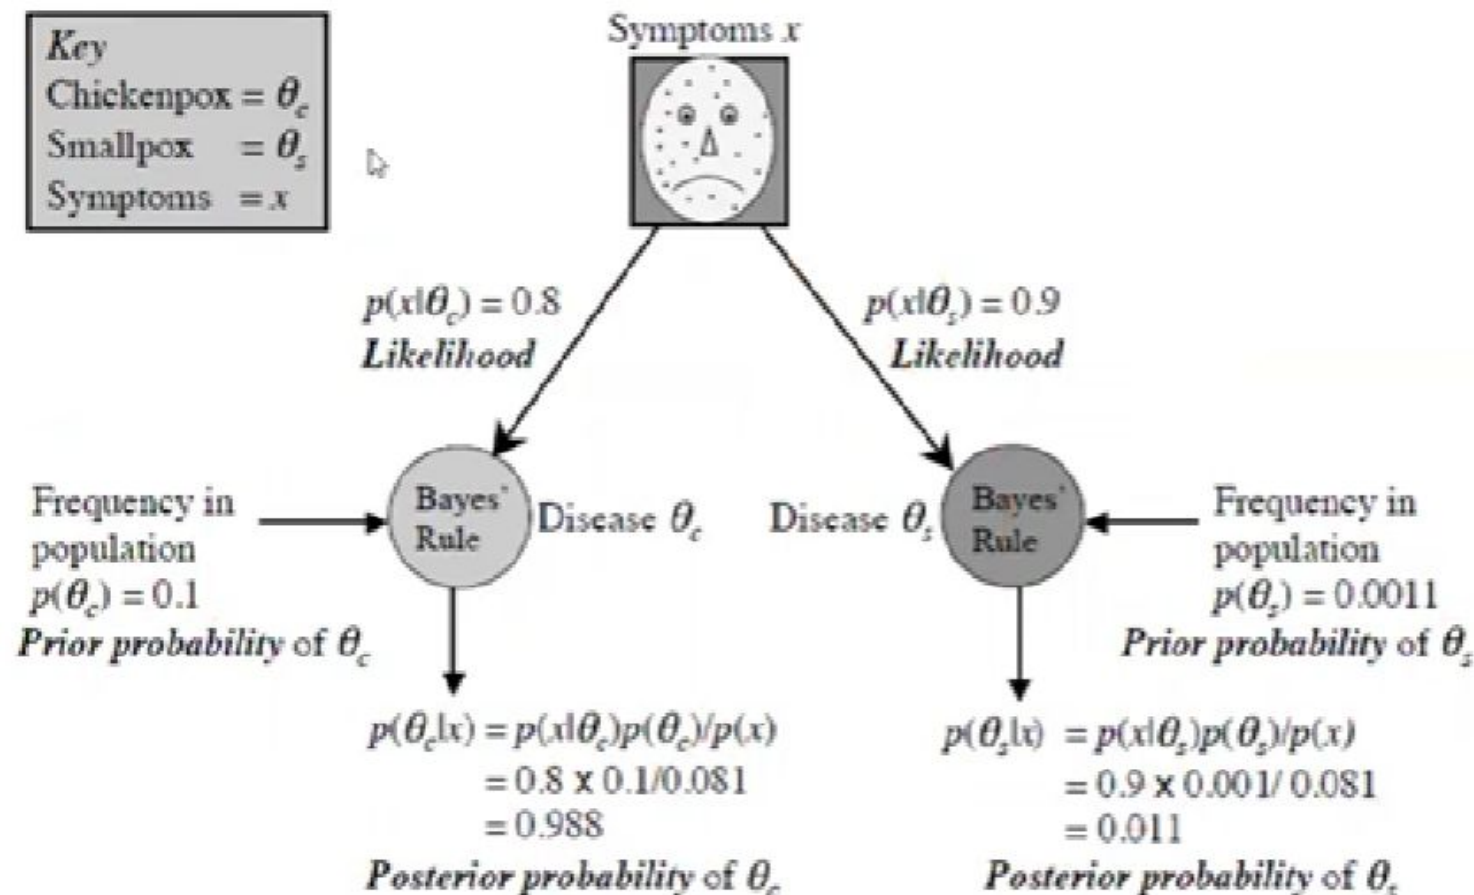 Key
Chickenpox = θc
Smallpox = θs
Symptoms = x
Symptoms x
p(x|θc) = 0.8
Likelihood
p(x|θs) = 0.9
Likelihood
Frequency in
population
p(θc) = 0.1
Prior probability of θc
Bayes'
Rule
Disease θc
Disease θs
Bayes'
Rule
Frequency in
population
p(θs) = 0.0011
Prior probability of θs
p(θc|x) = p(x|θc)p(θc)/p(x)
= 0.8 x 0.1/0.081
= 0.988
Posterior probability of θc
p(θs|x) = p(x|θs)p(θs)/p(x)
= 0.9 x 0.001/ 0.081
= 0.011
Posterior probability of θs